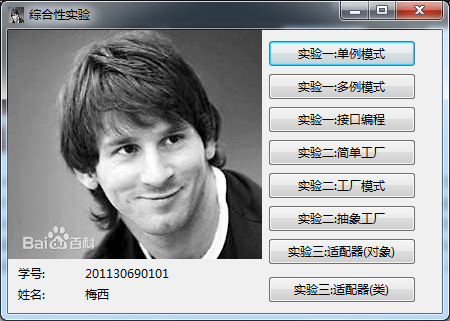 综合性实验
实验一:单例模式
实验一:多例模式
实验一:接口编程
实验二:简单工厂
实验二:工厂模式
实验二:抽象工厂
实验三:适配器(对象)
实验三:适配器(类)
Bai百科
学号: 201130690101
姓名: 梅西